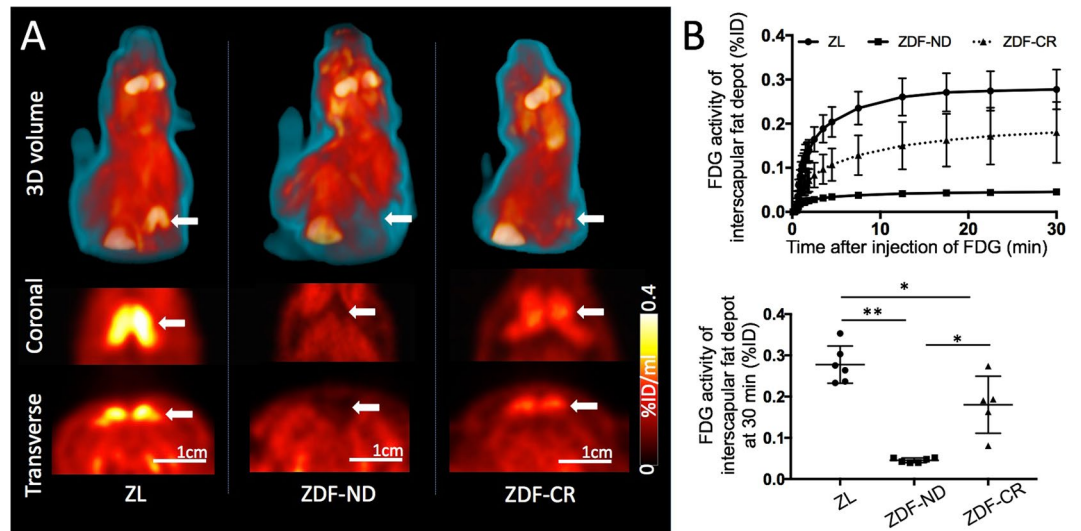 A
3D volume
Coronal
Transverse
0.4
%ID/ml
0
1cm
1cm
1cm
ZL
ZDF-ND
ZDF-CR
B
ZL
ZDF-ND
ZDF-CR
FDG activity of
interscapular fat depot (%ID)
0.4
0.3
0.2
0.1
0.0
10
20
30
Time after injection of FDG (min)
FDG activity of
interscapular fat depot
at 30 min (%ID)
0.4
0.3
0.2
0.1
0.0
*
**
*
ZL
ZDF-ND
ZDF-CR